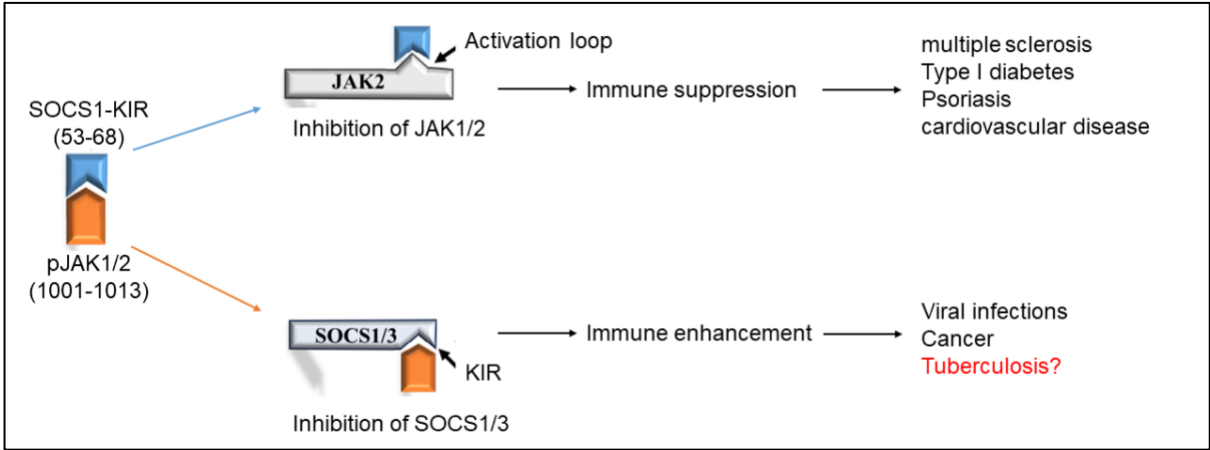 SOCS1-KIR
(53-68)
pJAK1/2
(1001-1013)
Activation loop
JAK2
Inhibition of JAK1/2
Immune suppression
multiple sclerosis
Type I diabetes
Psoriasis
cardiovascular disease
SOCS1/3
KIR
Inhibition of SOCS1/3
Immune enhancement
Viral infections
Cancer
Tuberculosis?